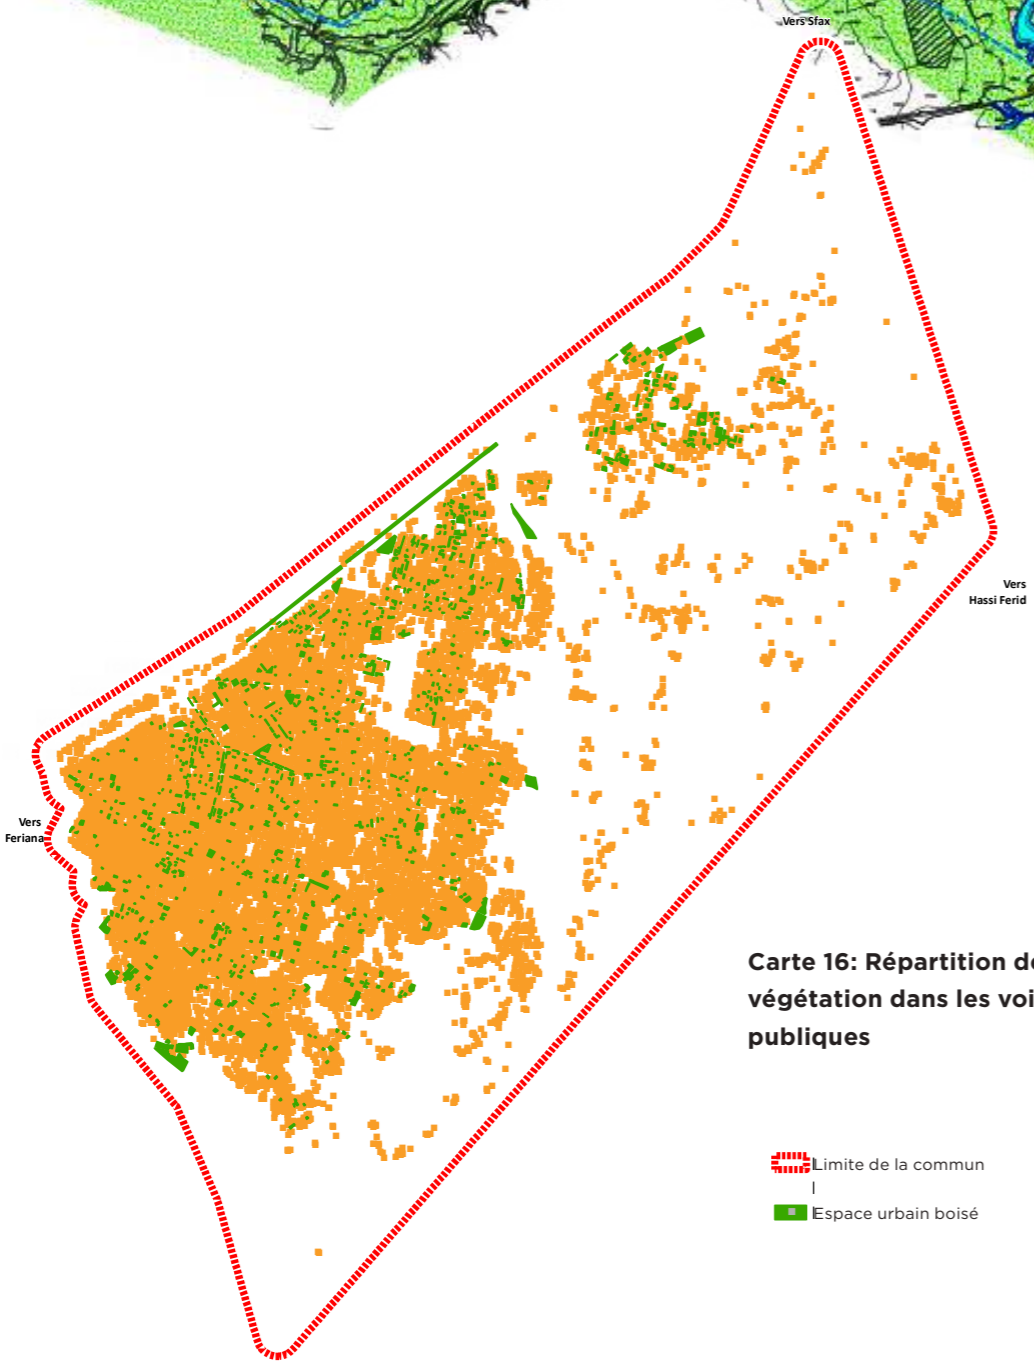 Vers Sfax
Vers
Hassi Ferid
Vers
Feriana
Carte 16: Répartition de
végétation dans les voi
publiques
Limite de la commun
Espace urbain boisé